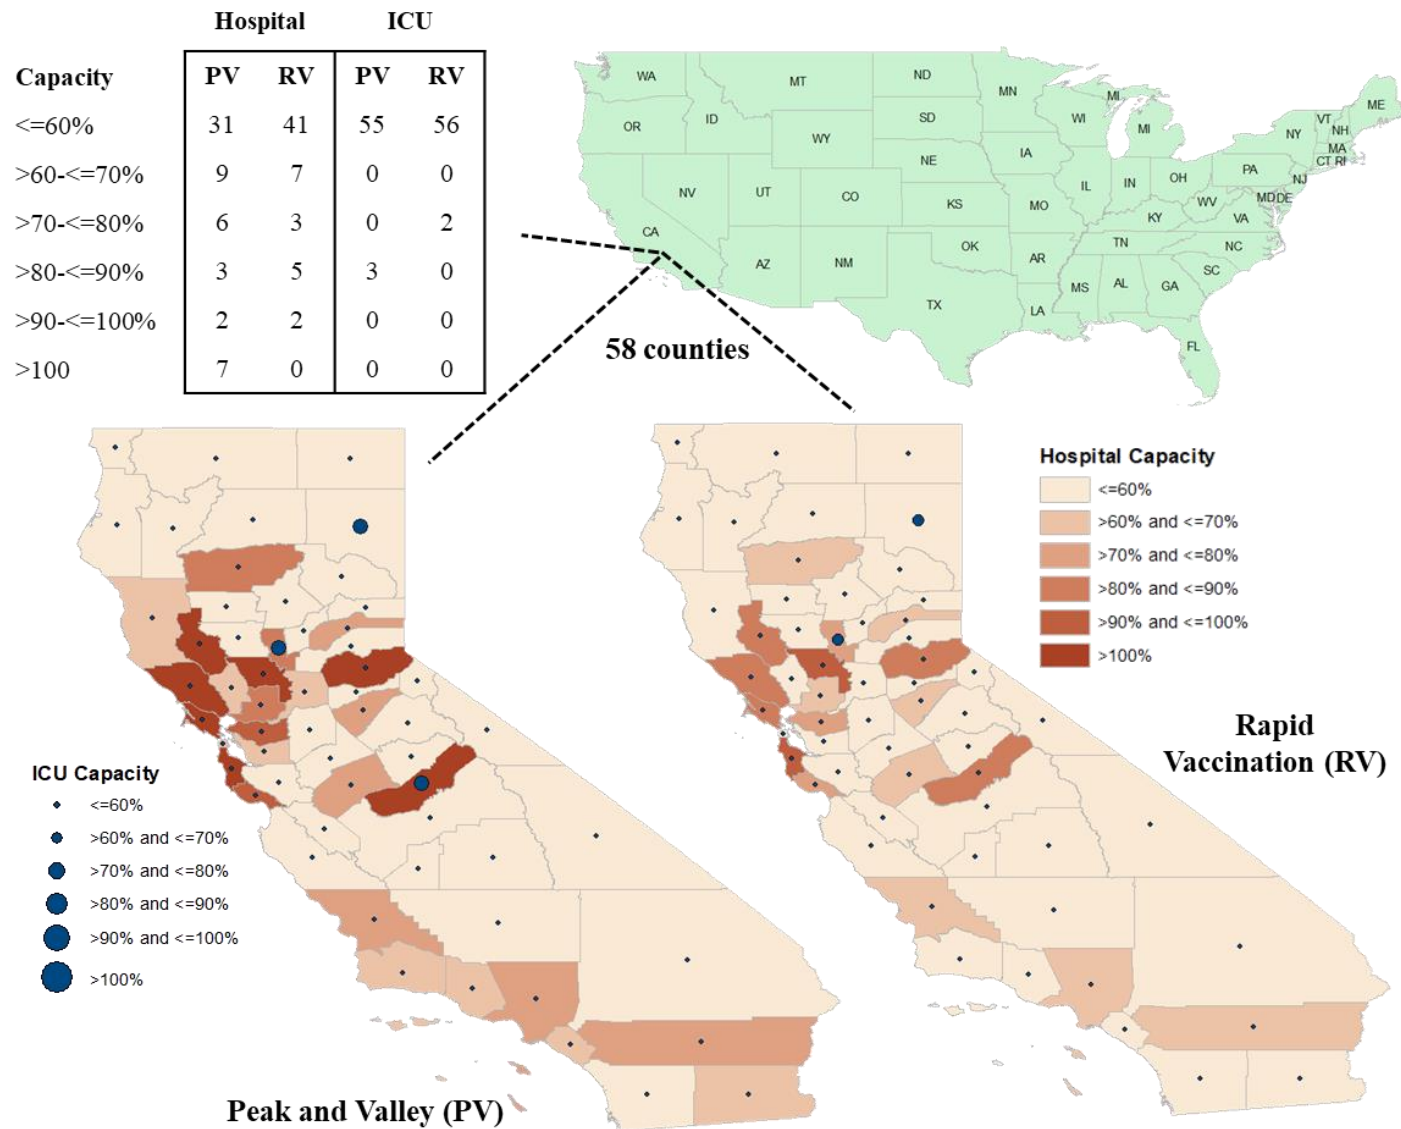 Hospital ICU
Capacity PV RV PV RV
<=60% 31 41 55 56
>60-<=70% 9 7 0 0
>70-<=80% 6 3 0 2
>80-<=90% 3 5 3 0
>90-<=100% 2 2 0 0
>100 7 0 0 0
WA
MT
ND
MN
MI
ME
OR
ID
SD
WI
MI
VT
NH
NY
MA
WY
IA
CT RI
NE
PA
NJ
NV
UT
CO
IL
IN
OH
MD DE
WV
KS
MO
KY
VA
CA
TN
NC
AZ
NM
OK
AR
SC
MS
AL
GA
TX
LA
FL
58 counties
Hospital Capacity
<=60%
>60% and <=70%
>70% and <=80%
>80% and <=90%
>90% and <=100%
>100%
Rapid
Vaccination (RV)
ICU Capacity
<=60%
>60% and <=70%
>70% and <=80%
>80% and <=90%
>90% and <=100%
>100%
Peak and Valley (PV)